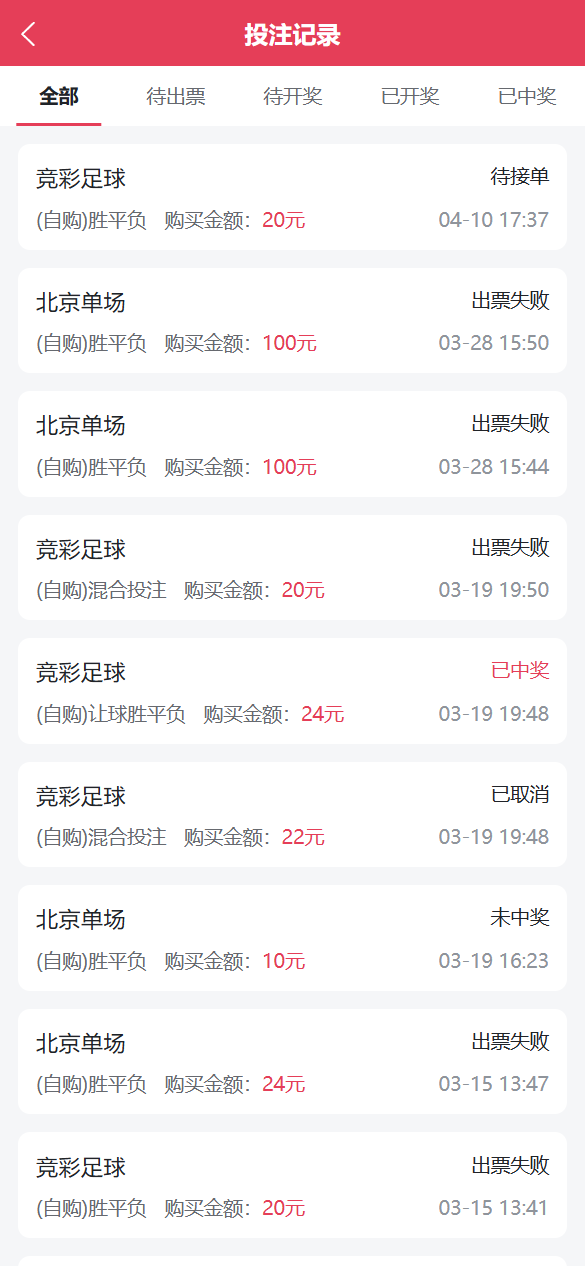 投注记录
全部 待出票 待开奖 已开奖 已中奖
竞彩足球 待接单
(自购)胜平负 购买金额：20元 04-10 17:37
北京单场 出票失败
(自购)胜平负 购买金额：100元 03-28 15:50
北京单场 出票失败
(自购)胜平负 购买金额：100元 03-28 15:44
竞彩足球 出票失败
(自购)混合投注 购买金额：20元 03-19 19:50
竞彩足球 已中奖
(自购)让球胜平负 购买金额：24元 03-19 19:48
竞彩足球 已取消
(自购)混合投注 购买金额：22元 03-19 19:48
北京单场 未中奖
(自购)胜平负 购买金额：10元 03-19 16:23
北京单场 出票失败
(自购)胜平负 购买金额：24元 03-15 13:47
竞彩足球 出票失败
(自购)胜平负 购买金额：20元 03-15 13:41